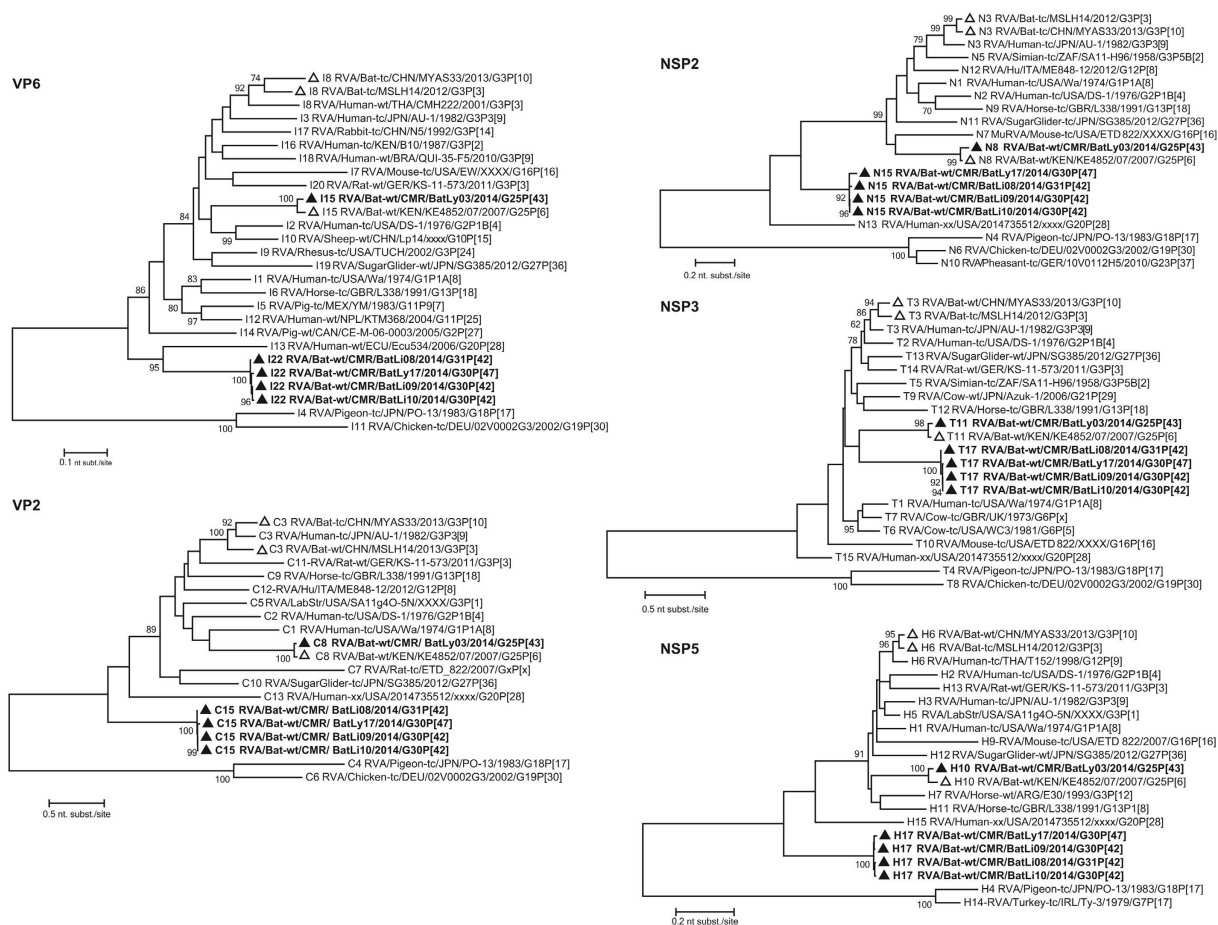 VP6
74
92
I8 RVA/Bat-tc/CHN/MYAS33/2013/G3P[10]
I8 RVA/Bat-tc/MSLH14/2012/G3P[3]
I8 RVA/Human-wt/THA/CMH222/2001/G3P[3]
I3 RVA/Human-tc/JPN/AU-1/1982/G3P3[9]
I17 RVA/Rabbit-tc/CHN/N5/1992/G3P[14]
I16 RVA/Human-tc/KEN/B10/1987/G3P[2]
I18 RVA/Human-wt/BRA/QUI-35-F5/2010/G3P[9]
I7 RVA/Mouse-tc/USA/EW/XXXX/G16P[16]
I20 RVA/Rat-wt/GER/KS-11-573/2011/G3P[3]
100
I15 RVA/Bat-wt/CMR/BatLy03/2014/G25P[43]
I15 RVA/Bat-wt/KEN/KE4852/07/2007/G25P[6]
84
I2 RVA/Human-tc/USA/DS-1/1976/G2P1B[4]
99
I10 RVA/Sheep-wt/CHN/Lp14/xxxx/G10P[15]
I9 RVA/Rhesus-tc/USA/TUCH/2002/G3P[24]
I19 RVA/SugarGlider-wt/JPN/SG385/2012/G27P[36]
83
I1 RVA/Human-tc/USA/Wa/1974/G1P1A[8]
86
I6 RVA/Horse-tc/GBR/L338/1991/G13P[18]
80
I5 RVA/Pig-tc/MEX/YM/1983/G11P9[7]
97
I12 RVA/Human-wt/NPL/KTM368/2004/G11P[25]
I14 RVA/Pig-wt/CAN/CE-M-06-0003/2005/G2P[27]
I13 RVA/Human-wt/ECU/Ecu534/2006/G20P[28]
95
I22 RVA/Bat-wt/CMR/BatLi08/2014/G31P[42]
I22 RVA/Bat-wt/CMR/BatLy17/2014/G30P[47]
100
I22 RVA/Bat-wt/CMR/BatLi09/2014/G30P[42]
96
I22 RVA/Bat-wt/CMR/BatLi10/2014/G30P[42]
I4 RVA/Pigeon-tc/JPN/PO-13/1983/G18P[17]
100
I11 RVA/Chicken-tc/DEU/02V0002G3/2002/G19P[30]
0.1 nt subst./site
VP2
92
100
C3 RVA/Bat-tc/CHN/MYAS33/2013/G3P[10]
C3 RVA/Human-tc/JPN/AU-1/1982/G3P3[9]
C3 RVA/Bat-wt/CHN/MSLH14/2013/G3P[3]
C11-RVA/Rat-wt/GER/KS-11-573/2011/G3P[3]
C9 RVA/Horse-tc/GBR/L338/1991/G13P[18]
C12-RVA/Hu/ITA/ME848-12/2012/G12P[8]
C5 RVA/LabStr/USA/SA11g4O-5N/XXXX/G3P[1]
C2 RVA/Human-tc/USA/DS-1/1976/G2P1B[4]
89
C1 RVA/Human-tc/USA/Wa/1974/G1P1A[8]
C8 RVA/Bat-wt/CMR/ BatLy03/2014/G25P[43]
100
C8 RVA/Bat-wt/KEN/KE4852/07/2007/G25P[6]
C7 RVA/Rat-tc/ETD_822/2007/GxP[x]
C10 RVA/SugarGlider-tc/JPN/SG385/2012/G27P[36]
C13 RVA/Human-xx/USA/2014735512/xxxx/G20P[28]
C15 RVA/Bat-wt/CMR/ BatLi08/2014/G31P[42]
C15 RVA/Bat-wt/CMR/ BatLy17/2014/G30P[47]
100
C15 RVA/Bat-wt/CMR/ BatLi09/2014/G30P[42]
99
C15 RVA/Bat-wt/CMR/ BatLi10/2014/G30P[42]
C4 RVA/Pigeon-tc/JPN/PO-13/1983/G18P[17]
100
C6 RVA/Chicken-tc/DEU/02V0002G3/2002/G19P[30]
0.5 nt. subst./site
NSP2
99
99
79
N3 RVA/Bat-tc/MSLH14/2012/G3P[3]
N3 RVA/Bat-tc/CHN/MYAS33/2013/G3P[10]
N3 RVA/Human-tc/JPN/AU-1/1982/G3P3[9]
N5 RVA/Simian-tc/ZAF/SA11-H96/1958/G3P5B[2]
N12 RVA/Hu/ITA/ME848-12/2012/G12P[8]
N1 RVA/Human-tc/USA/Wa/1974/G1P1A[8]
N2 RVA/Human-tc/USA/DS-1/1976/G2P1B[4]
70
N9 RVA/Horse-tc/GBR/L338/1991/G13P[18]
99
N11 RVA/SugarGlider-tc/JPN/SG385/2012/G27P[36]
N7 MuRVA/Mouse-tc/USA/ETD 822/XXXX/G16P[16]
N8 RVA/Bat-wt/CMR/BatLy03/2014/G25P[43]
99
N8 RVA/Bat-wt/KEN/KE4852/07/2007/G25P[6]
N15 RVA/Bat-wt/CMR/BatLy17/2014/G30P[47]
N15 RVA/Bat-wt/CMR/BatLi08/2014/G31P[42]
92
N15 RVA/Bat-wt/CMR/BatLi09/2014/G30P[42]
96
N15 RVA/Bat-wt/CMR/BatLi10/2014/G30P[42]
N13 RVA/Human-xx/USA/2014735512/xxxx/G20P[28]
N4 RVA/Pigeon-tc/JPN/PO-13/1983/G18P[17]
100
N6 RVA/Chicken-tc/DEU/02V0002G3/2002/G19P[30]
N10 RVA/Pheasant-tc/GER/10V0112H5/2010/G23P[37]
0.2 nt subst./site
NSP3
94
86
62
78
T3 RVA/Bat-wt/CHN/MYAS33/2013/G3P[10]
T3 RVA/Bat-tc/MSLH14/2012/G3P[3]
T3 RVA/Human-tc/JPN/AU-1/1982/G3P3[9]
T2 RVA/Human-tc/USA/DS-1/1976/G2P1B[4]
T13 RVA/SugarGlider-wt/JPN/SG385/2012/G27P[36]
T14 RVA/Rat-wt/GER/KS-11-573/2011/G3P[3]
T5 RVA/Simian-tc/ZAF/SA11-H96/1958/G3P5B[2]
T9 RVA/Cow-wt/JPN/Azuk-1/2006/G21P[29]
T12 RVA/Horse-tc/GBR/L338/1991/G13P[18]
98
T11 RVA/Bat-wt/CMR/BatLy03/2014/G25P[43]
T11 RVA/Bat-wt/KEN/KE4852/07/2007/G25P[6]
T17 RVA/Bat-wt/CMR/BatLi08/2014/G31P[42]
100
T17 RVA/Bat-wt/CMR/BatLy17/2014/G30P[47]
92
T17 RVA/Bat-wt/CMR/BatLi09/2014/G30P[42]
94
T17 RVA/Bat-wt/CMR/BatLi10/2014/G30P[42]
T1 RVA/Human-tc/USA/Wa/1974/G1P1A[8]
T7 RVA/Cow-tc/GBR/UK/1973/G6P[x]
95
T6 RVA/Cow-tc/USA/WC3/1981/G6P[5]
T10 RVA/Mouse-tc/USA/ETD 822/XXXX/G16P[16]
T15 RVA/Human-xx/USA/2014735512/xxxx/G20P[28]
T4 RVA/Pigeon-tc/JPN/PO-13/1983/G18P[17]
100
T8 RVA/Chicken-tc/DEU/02V0002G3/2002/G19P[30]
0.5 nt subst./site
NSP5
95
96
H6 RVA/Bat-wt/CHN/MYAS33/2013/G3P[10]
H6 RVA/Bat-tc/MSLH14/2012/G3P[3]
H6 RVA/Human-tc/THA/T152/1998/G12P[9]
H2 RVA/Human-tc/USA/DS-1/1976/G2P1B[4]
H13 RVA/Rat-wt/GER/KS-11-573/2011/G3P[3]
H3 RVA/Human-tc/JPN/AU-1/1982/G3P3[9]
H5 RVA/LabStr/USA/SA11g4O-5N/XXXX/G3P[1]
H1 RVA/Human-tc/USA/Wa/1974/G1P1A[8]
H9-RVA/Mouse-tc/USA/ETD 822/2007/G16P[16]
91
H12 RVA/SugarGlider-wt/JPN/SG385/2012/G27P[36]
100
H10 RVA/Bat-wt/CMR/BatLy03/2014/G25P[43]
H10 RVA/Bat-wt/KEN/KE4852/07/2007/G25P[6]
H7 RVA/Horse-wt/ARG/E30/1993/G3P[12]
H11 RVA/Horse-tc/GBR/L338/1991/G13P1[8]
H15 RVA/Human-xx/USA/2014735512/xxxx/G20P[28]
H17 RVA/Bat-wt/CMR/BatLy17/2014/G30P[47]
H17 RVA/Bat-wt/CMR/BatLi09/2014/G30P[42]
H17 RVA/Bat-wt/CMR/BatLi08/2014/G31P[42]
100
H17 RVA/Bat-wt/CMR/BatLi10/2014/G30P[42]
H4 RVA/Pigeon-tc/JPN/PO-13/1983/G18P[17]
100
H14-RVA/Turkey-tc/IRL/Ty-3/1979/G7P[17]
0.2 nt subst./site